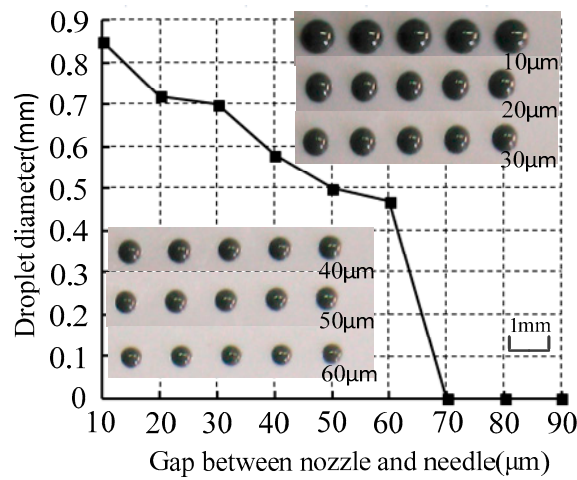 0.9
0.8
0.7
0.6
0.5
0.4
0.3
0.2
0.1
0
Droplet diameter(mm)
10μm
20μm
30μm
40μm
50μm
60μm
1mm
10 20 30 40 50 60 70 80 90
Gap between nozzle and needle(μm)